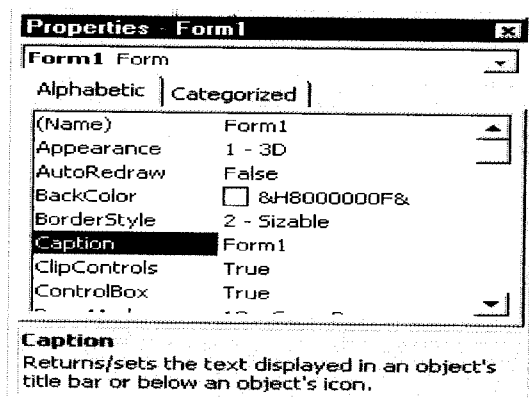 Properties - Form1
Form1 Form
Alphabetic Categorized
(Name) Form1
Appearance 1 - 3D
AutoRedraw False
BackColor &H8000000F&
BorderStyle 2 - Sizable
Caption Form1
ClipControls True
ControlBox True
Caption
Returns/sets the text displayed in an object's
title bar or below an object's icon.